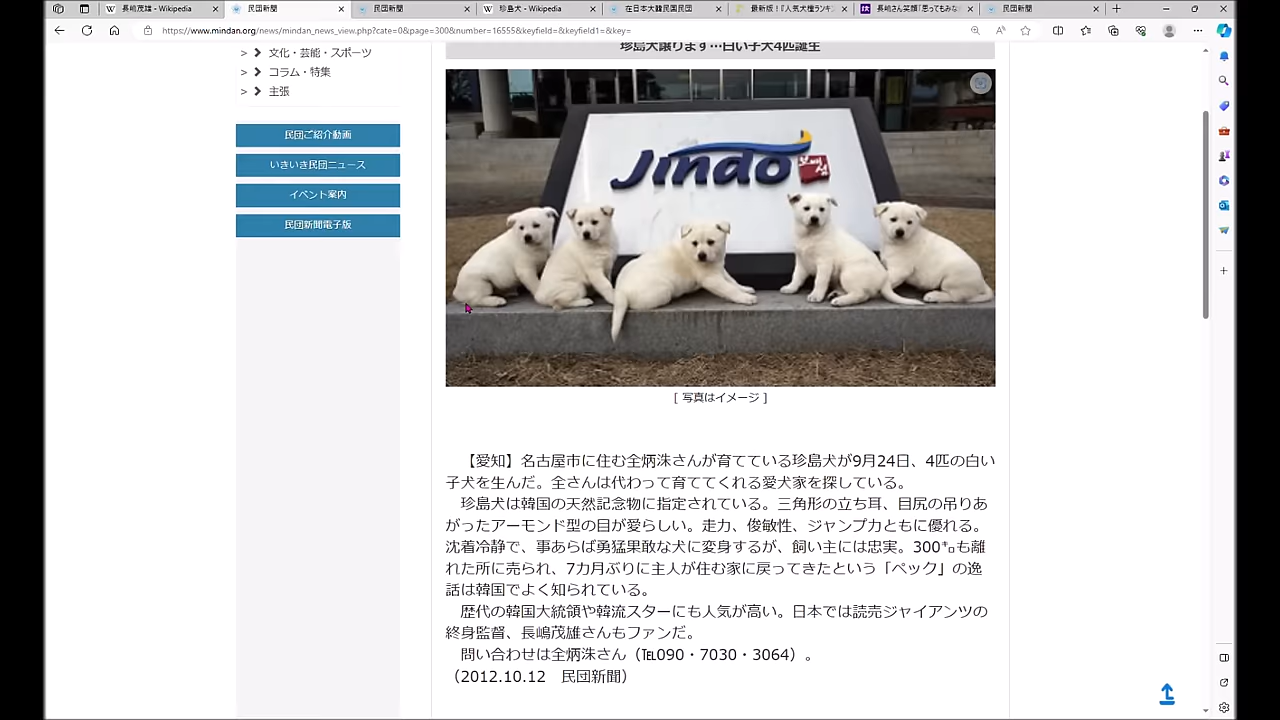 長嶋茂雄 - Wikipedia
民団新聞
民団新聞
珍島犬 - Wikipedia
在日本大韓民国民団
最新版！『人気犬種ランキ
長嶋さん笑顔「思ってもみな
民団新聞
https://www.mindan.org/news/mindan_news_view.php?cate=0&page=300&number=16555&keyfield=&keyfield1=&key=
> 文化・芸能・スポーツ
> コラム・特集
> 主張
民団ご紹介動画
いきいき民団ニュース
イベント案内
民団新聞電子版
珍島犬譲ります…白い子犬4匹誕生
Jindo
[ 写真はイメージ ]
【愛知】名古屋市に住む全炳洙さんが育てている珍島犬が9月24日、4匹の白い
子犬を生んだ。全さんは代わって育ててくれる愛犬家を探している。
珍島犬は韓国の天然記念物に指定されている。三角形の立ち耳、目尻の吊りあ
がったアーモンド型の目が愛らしい。走力、俊敏性、ジャンプ力ともに優れる。
沈着冷静で、事あらば勇猛果敢な犬に変身するが、飼い主には忠実。300㌔も離
れた所に売られ、7カ月ぶりに主人が住む家に戻ってきたという「ペック」の逸
話は韓国でよく知られている。
歴代の韓国大統領や韓流スターにも人気が高い。日本では読売ジャイアンツの
終身監督、長嶋茂雄さんもファンだ。
問い合わせは全炳洙さん（℡090・7030・3064）。
（2012.10.12　民団新聞）